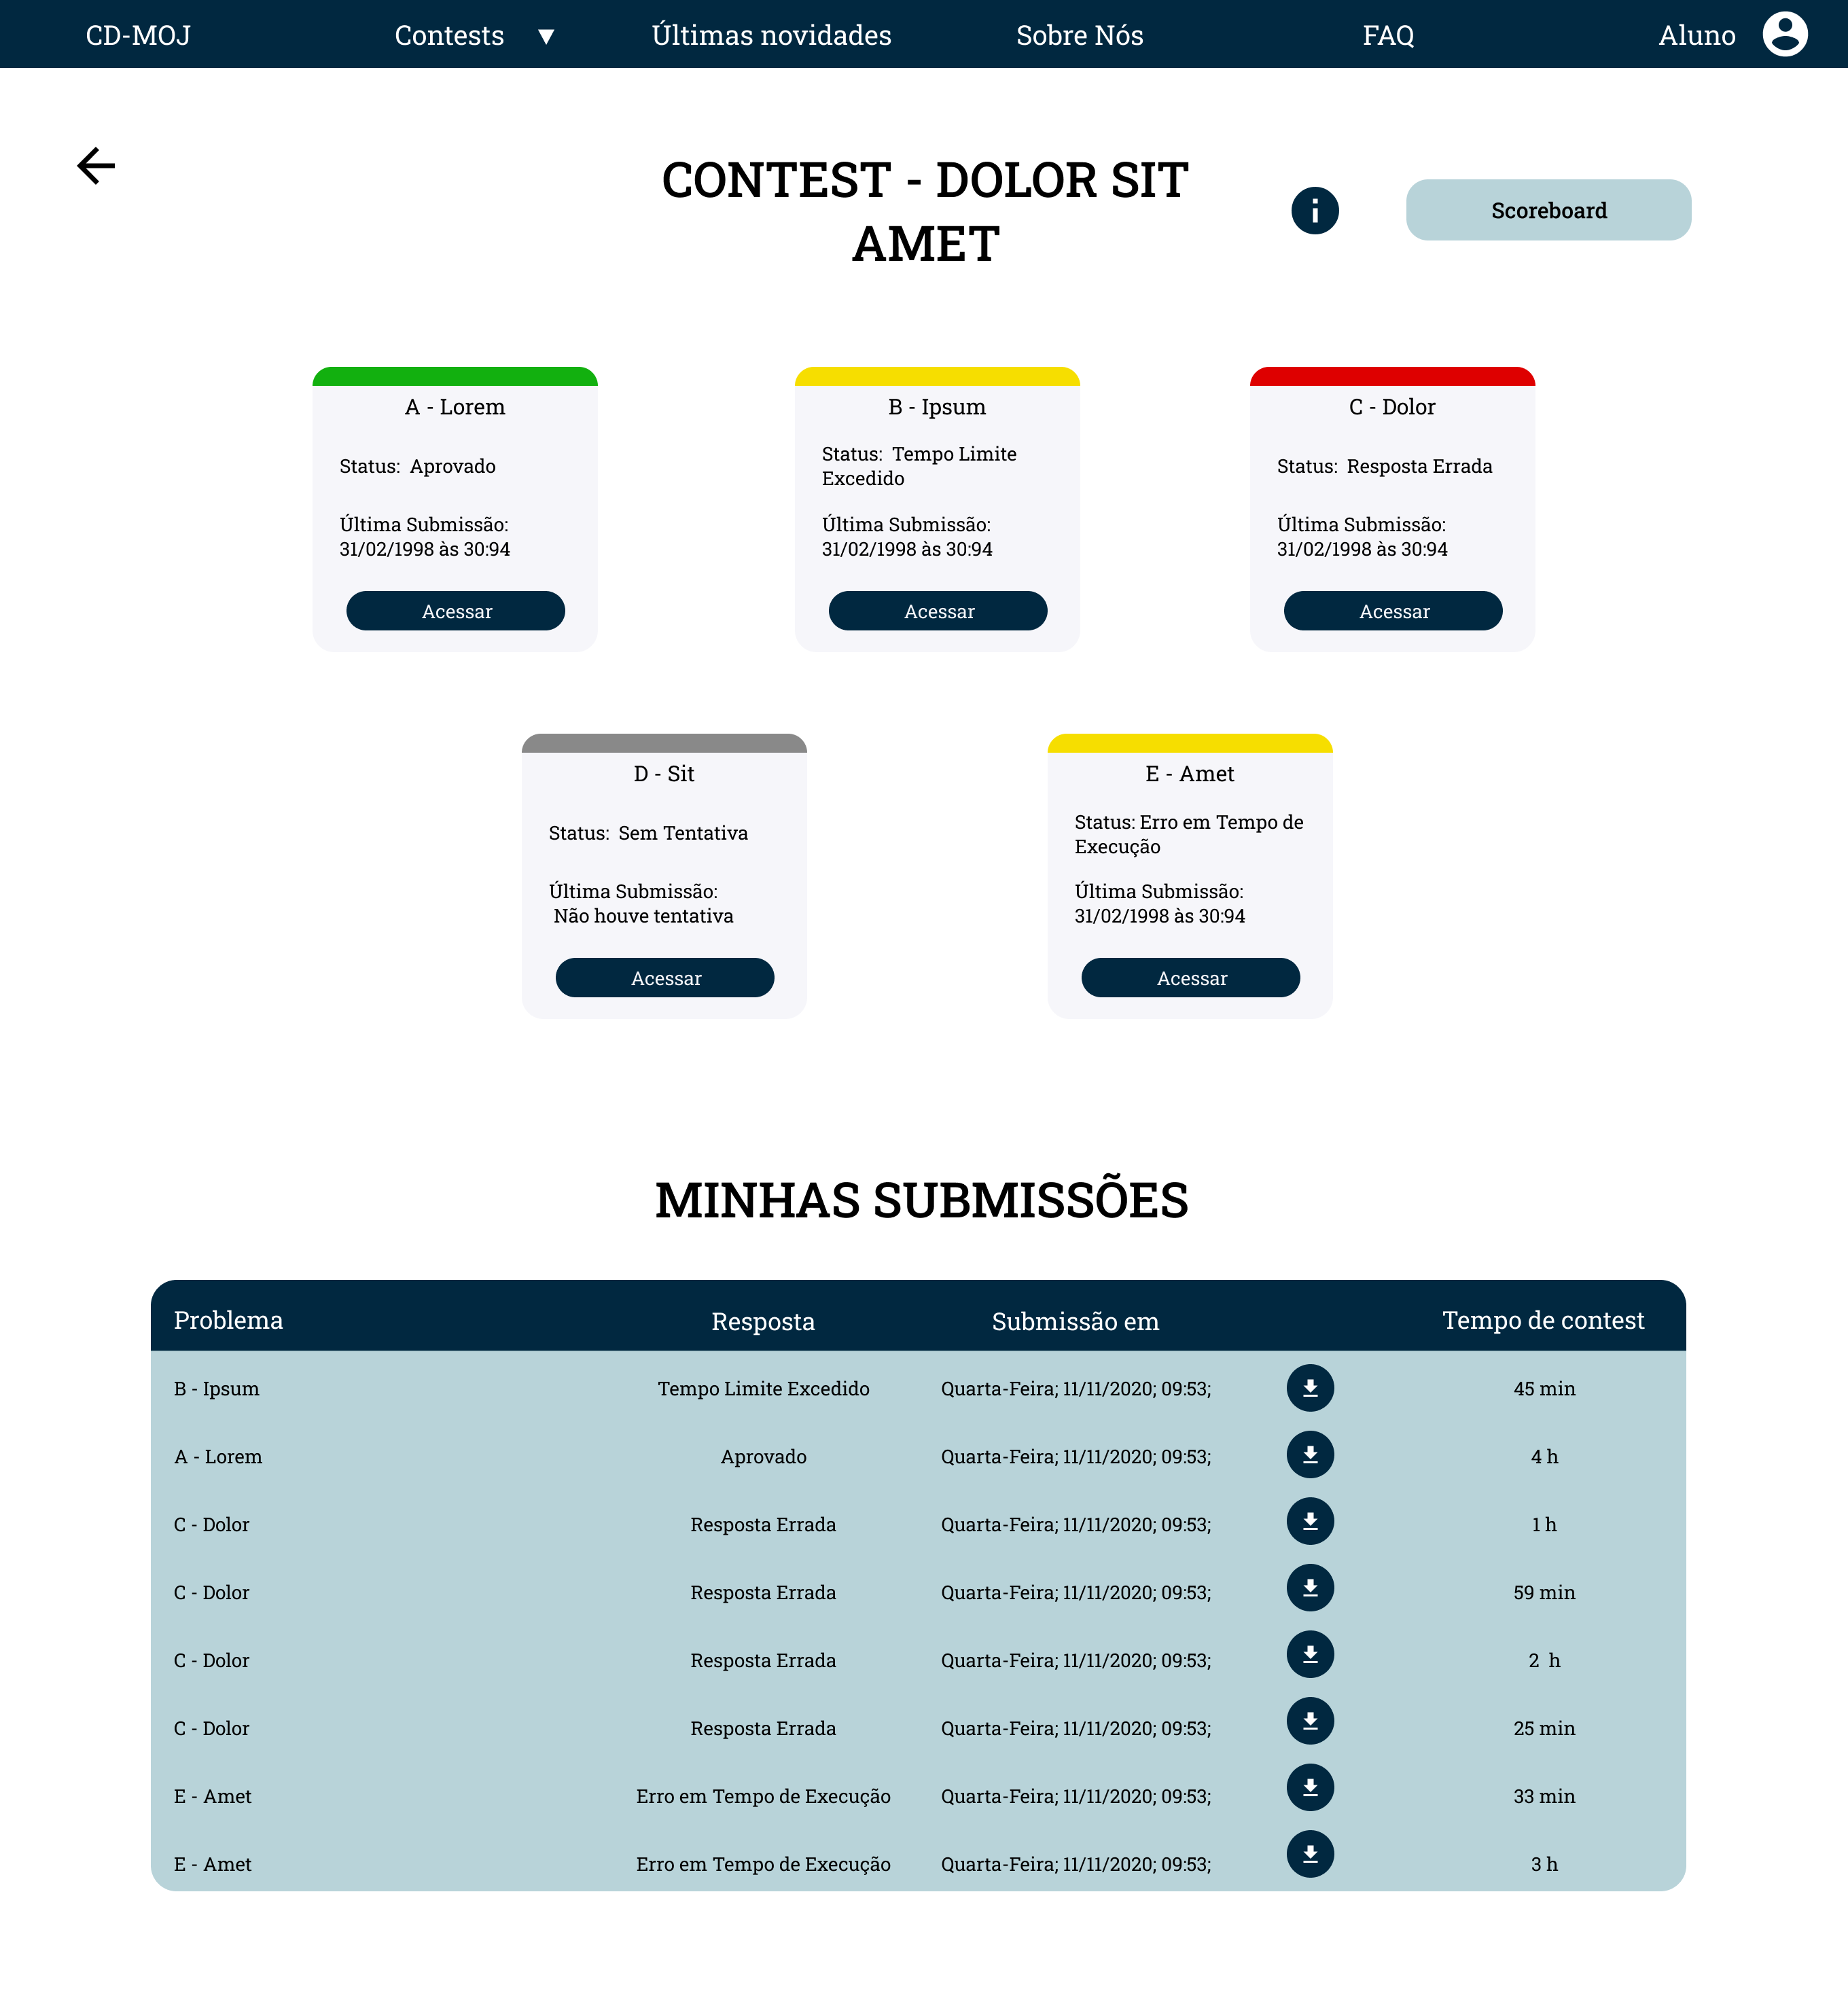 CD-MOJ Contests ▼ Últimas novidades Sobre Nós FAQ Aluno
CONTEST - DOLOR SIT
AMET
Scoreboard
A - Lorem
Status: Aprovado
Última Submissão:
31/02/1998 às 30:94
Acessar
B - Ipsum
Status: Tempo Limite
Excedido
Última Submissão:
31/02/1998 às 30:94
Acessar
C - Dolor
Status: Resposta Errada
Última Submissão:
31/02/1998 às 30:94
Acessar
D - Sit
Status: Sem Tentativa
Última Submissão:
Não houve tentativa
Acessar
E - Amet
Status: Erro em Tempo de
Execução
Última Submissão:
31/02/1998 às 30:94
Acessar
MINHAS SUBMISSÕES
Problema Resposta Submissão em Tempo de contest
B - Ipsum Tempo Limite Excedido Quarta-Feira; 11/11/2020; 09:53; 45 min
A - Lorem Aprovado Quarta-Feira; 11/11/2020; 09:53; 4 h
C - Dolor Resposta Errada Quarta-Feira; 11/11/2020; 09:53; 1 h
C - Dolor Resposta Errada Quarta-Feira; 11/11/2020; 09:53; 59 min
C - Dolor Resposta Errada Quarta-Feira; 11/11/2020; 09:53; 2 h
C - Dolor Resposta Errada Quarta-Feira; 11/11/2020; 09:53; 25 min
E - Amet Erro em Tempo de Execução Quarta-Feira; 11/11/2020; 09:53; 33 min
E - Amet Erro em Tempo de Execução Quarta-Feira; 11/11/2020; 09:53; 3 h